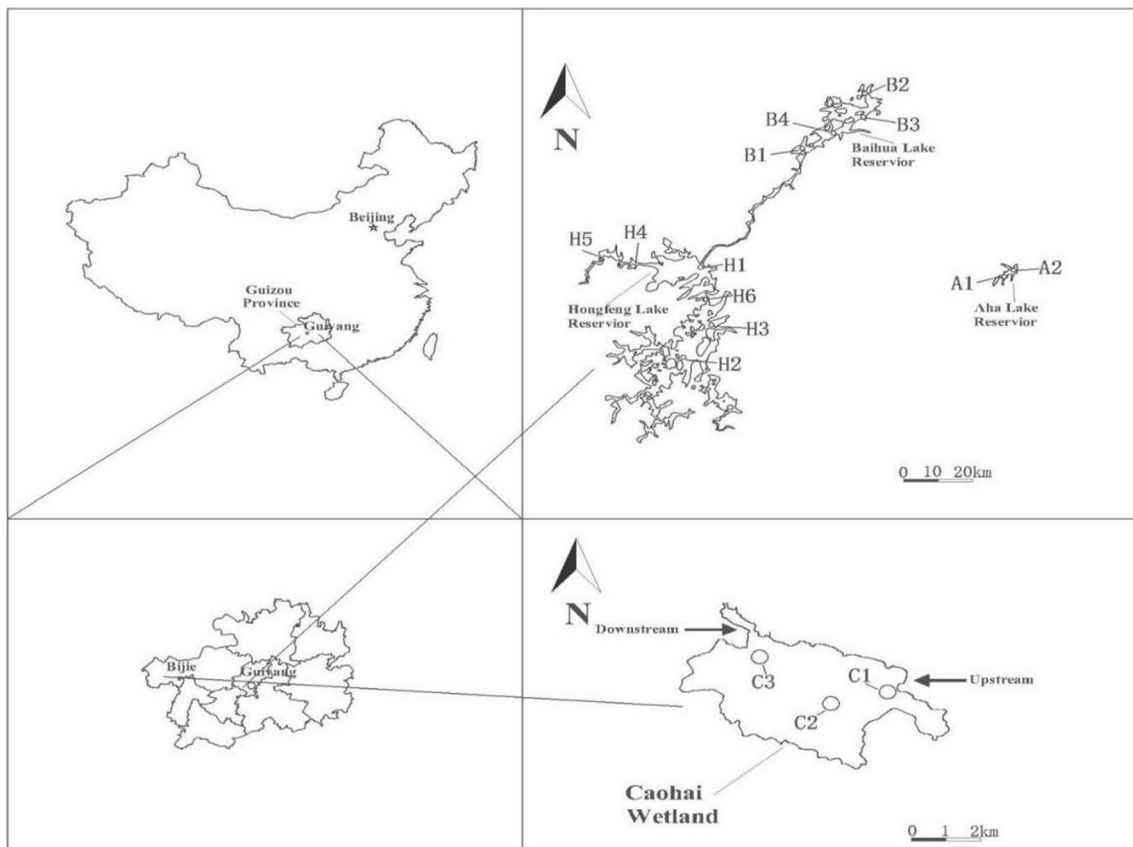 Beijing
Guizou
Province
Guiyang
N
B2
B4
B3
B1
Baihua Lake
Reservior
H5
H4
H1
H6
Hongfeng Lake
Reservior
H3
H2
A1
A2
Aha Lake
Reservior
0 10 20km
Bijie
Guiyang
N
Downstream
C3
C1
Upstream
C2
Caohai
Wetland
0 1 2km